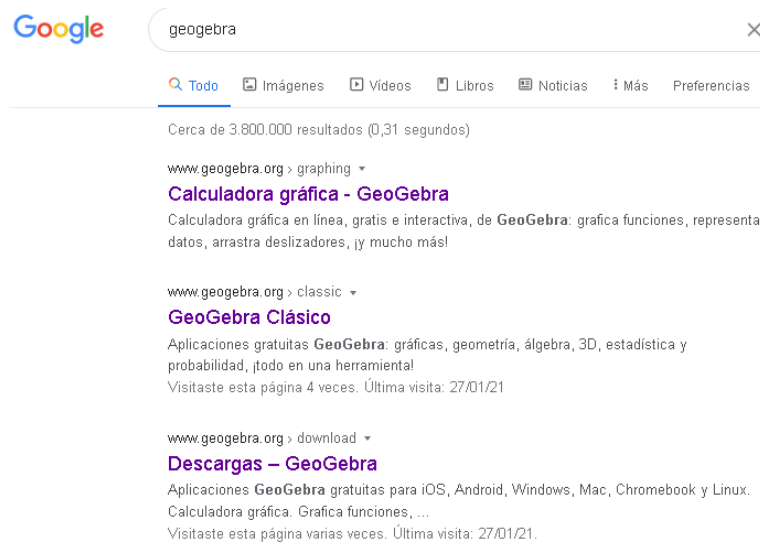 Google
geogebra
Todo Imágenes Vídeos Libros Noticias Más Preferencias
Cerca de 3.800.000 resultados (0,31 segundos)
www.geogebra.org › graphing
Calculadora gráfica - GeoGebra
Calculadora gráfica en línea, gratis e interactiva, de GeoGebra: grafica funciones, representa
datos, arrastra deslizadores, ¡y mucho más!
www.geogebra.org › classic
GeoGebra Clásico
Aplicaciones gratuitas GeoGebra: gráficas, geometría, álgebra, 3D, estadística y
probabilidad, ¡todo en una herramienta!
Visitaste esta página 4 veces. Última visita: 27/01/21
www.geogebra.org › download
Descargas – GeoGebra
Aplicaciones GeoGebra gratuitas para iOS, Android, Windows, Mac, Chromebook y Linux.
Calculadora gráfica. Grafica funciones, ...
Visitaste esta página varias veces. Última visita: 27/01/21.